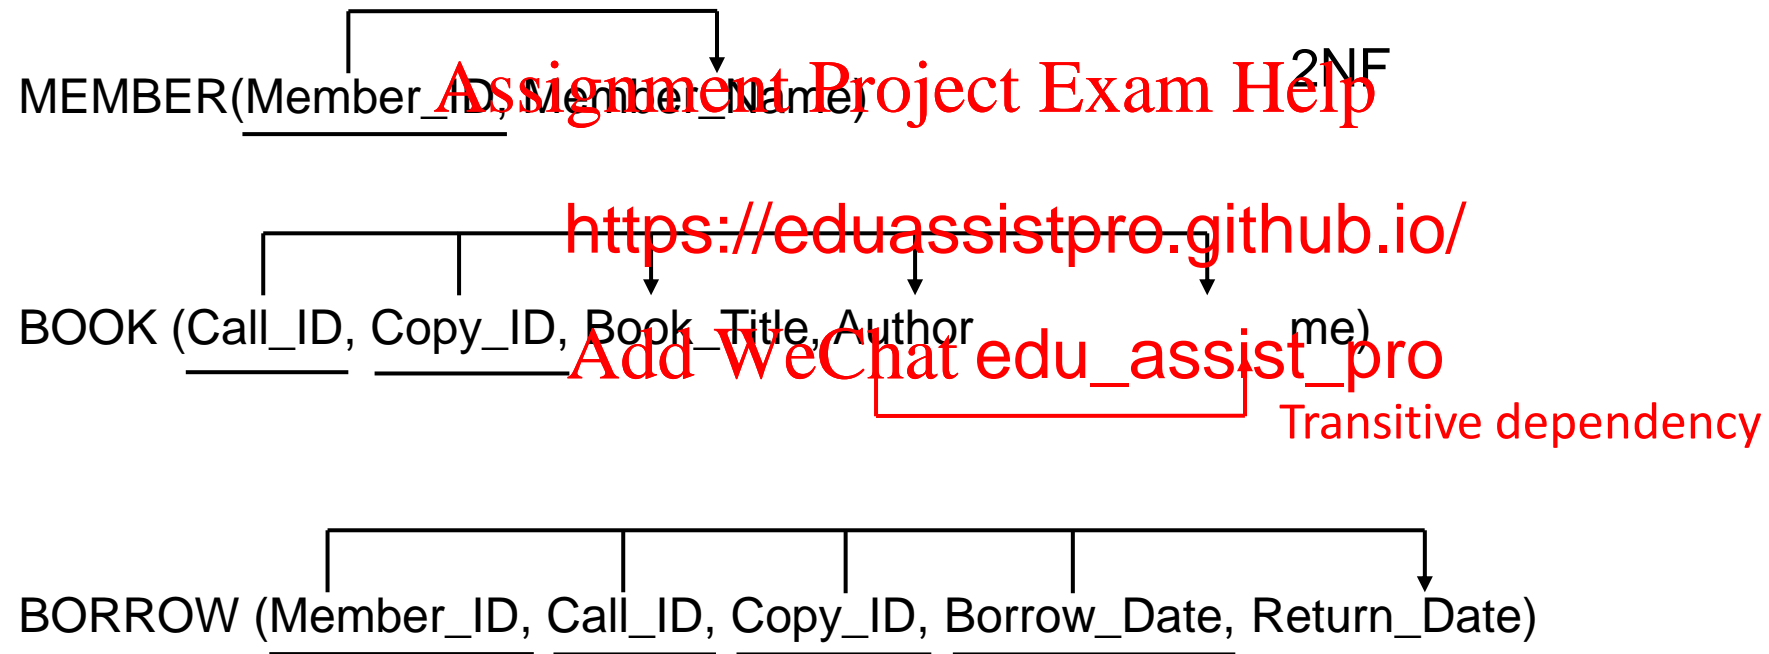 2NF
MEMBER(Member_ID, Member_Name)
Assignment Project Exam Help
https://eduassistpro.github.io/
BOOK (Call_ID, Copy_ID, Book_Title, Author me)
Add WeChat edu_assist_pro
Transitive dependency
BORROW (Member_ID, Call_ID, Copy_ID, Borrow_Date, Return_Date)